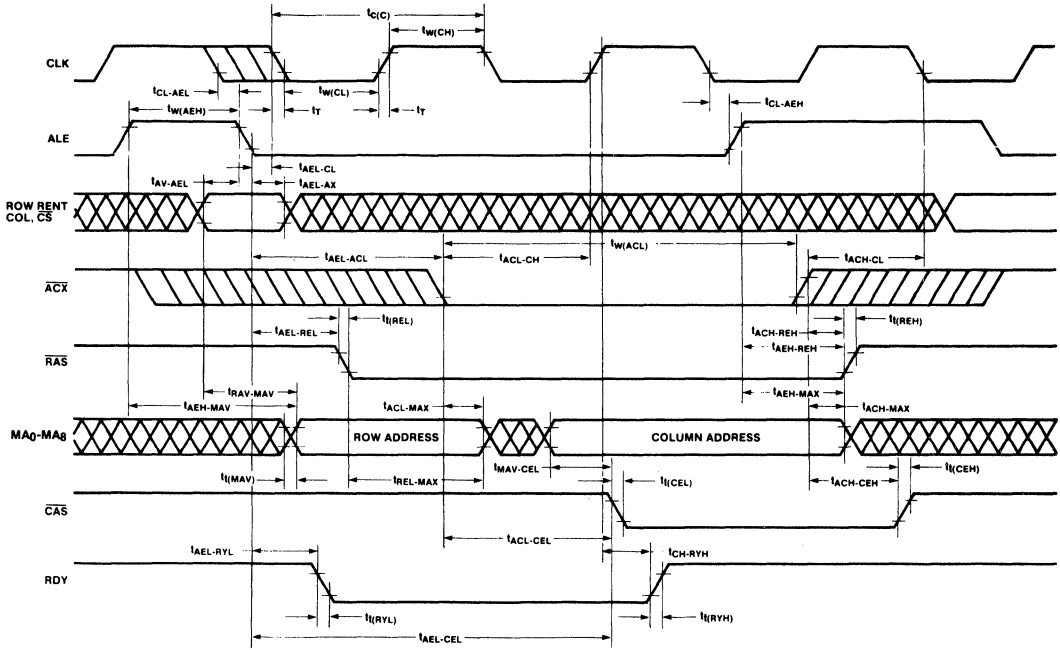 tC(C)
tW(CH)
CLK
tCL-AEL
tW(CL)
tW(AEH)
tT
tT
tCL-AEH
ALE
tAEL-CL
tAV-AEL
tAEL-AX
ROW RENT
COL, CS
tW(ACL)
tAEL-ACL
tACL-CH
tACH-CL
ACX
tt(REL)
tt(REH)
tAEL-REL
tACH-REH
tAEH-REH
RAS
tRAV-MAV
tAEH-MAX
tAEH-MAV
tACL-MAX
tACH-MAX
MA0-MA8
ROW ADDRESS
COLUMN ADDRESS
tMAV-CEL
tt(MAV)
tREL-MAX
tt(CEL)
tACH-CEH
tt(CEH)
CAS
tACL-CEL
tAEL-RYL
tCH-RYH
RDY
tt(RYL)
tt(RYH)
tAEL-CEL